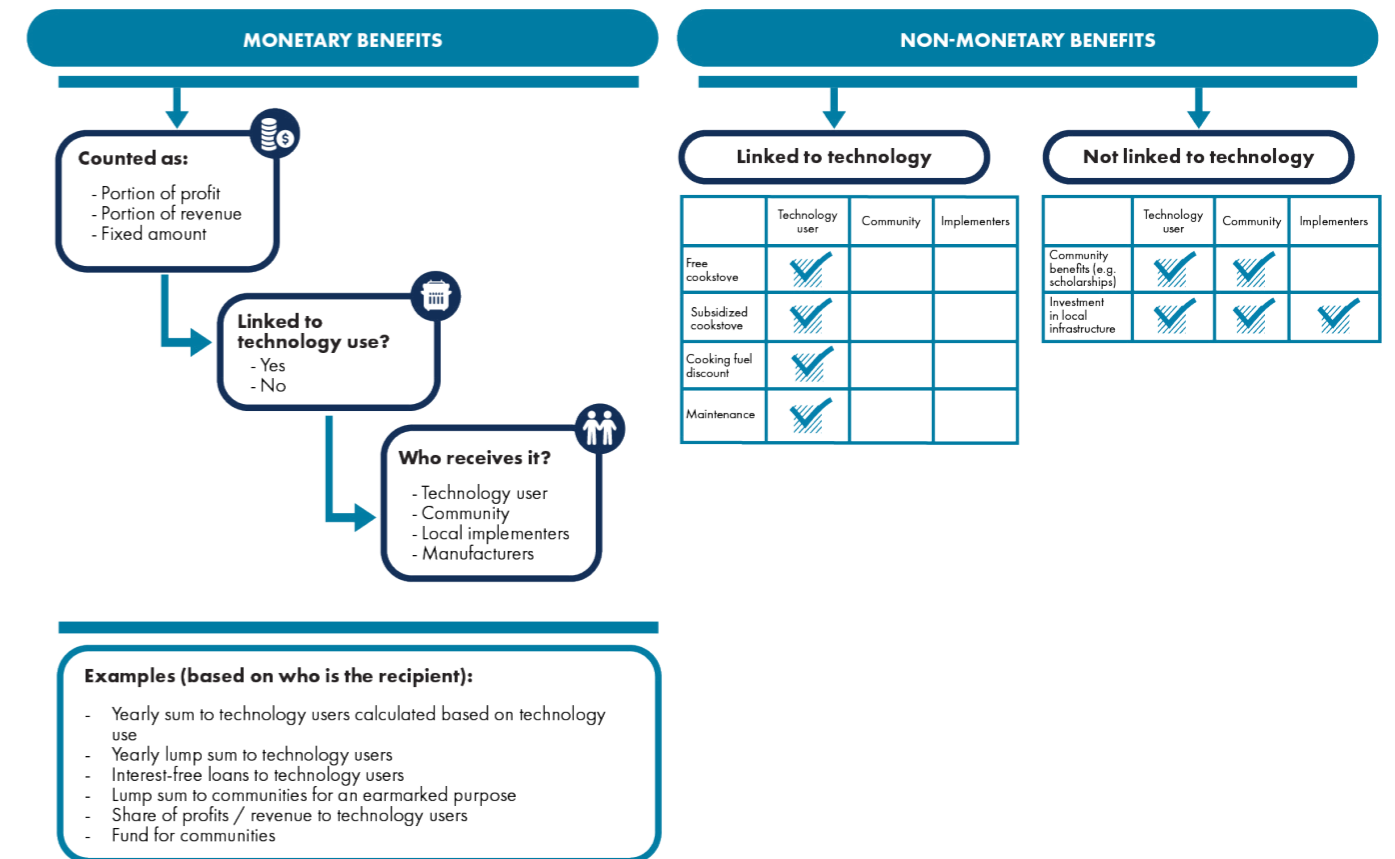 MONETARY BENEFITS
Counted as:
- Portion of profit
- Portion of revenue
- Fixed amount
$
Linked to
technology use?
- Yes
- No
Who receives it?
- Technology user
- Community
- Local implementers
- Manufacturers
Examples (based on who is the recipient):
- Yearly sum to technology users calculated based on technology
use
- Yearly lump sum to technology users
- Interest-free loans to technology users
- Lump sum to communities for an earmarked purpose
- Share of profits / revenue to technology users
- Fund for communities
NON-MONETARY BENEFITS
Linked to technology
Technology
user
Community
Implementers
Free
cookstove
Subsidized
cookstove
Cooking fuel
discount
Maintenance
Not linked to technology
Technology
user
Community
Implementers
Community
benefits (e.g.
scholarships)
Investment
in local
infrastructure